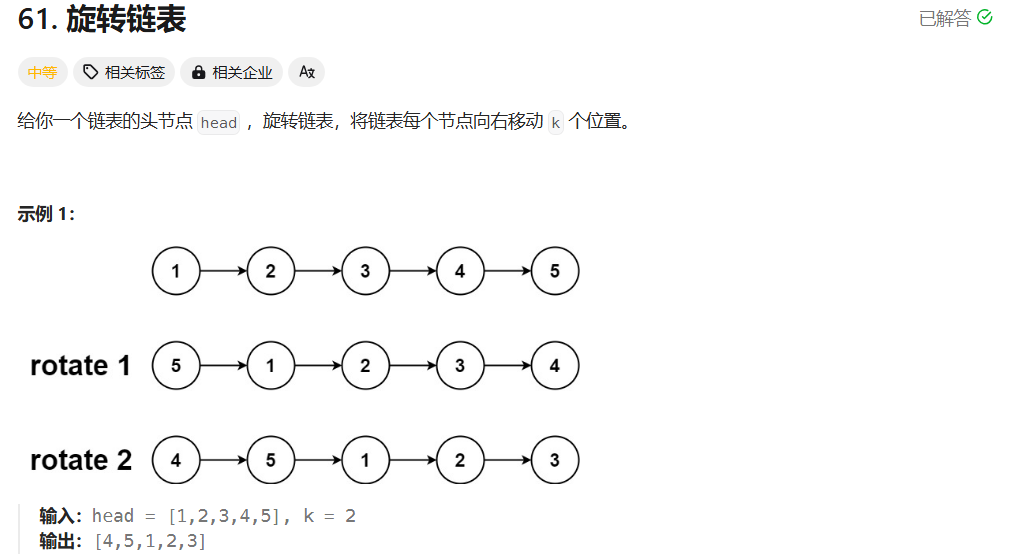 61. 旋转链表
已解答
中等 相关标签 相关企业 Aあ
给你一个链表的头节点 head ，旋转链表，将链表每个节点向右移动 k 个位置。
示例 1：
1 2 3 4 5
rotate 1 5 1 2 3 4
rotate 2 4 5 1 2 3
输入：head = [1,2,3,4,5], k = 2
输出：[4,5,1,2,3]